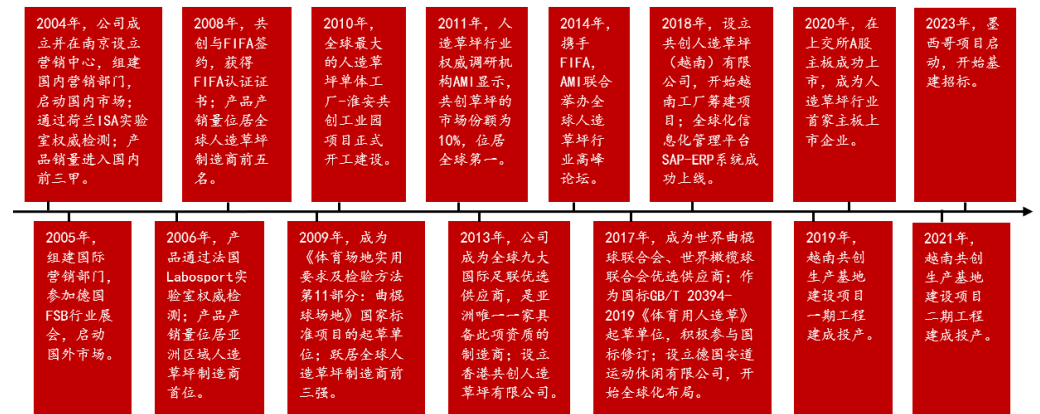 2004年，公司成
立并在南京设立
营销中心，组建
国内营销部门，
启动国内市场；
通过荷兰ISA实验
室权威检测；产
品销量进入国内
前三甲。
2008年，共
创与FIFA签
约，获得
FIFA认证证
书；产品产
销量位居全
球人造草坪
制造商前五
名。
2010年，
全球最大
的人造草
坪单体工
厂-淮安共
创工业园
项目正式
开工建设。
2011年，人
造草坪行业
权威调研机
构AMI显示，
共创草坪的
市场份额为
10%，位居
全球第一。
2014年，
携手
FIFA，
AMI联合
举办全
球人造
草坪行
业高峰
论坛。
2018年，设立
共创人造草坪
（越南）有限
公司，开始越
南工厂筹建项
目；全球化信
息化管理平台
SAP-ERP系统成
功上线。
2020年，在
上交所A股
主板成功上
市，成为人
造草坪行业
首家主板上
市企业。
2023年，墨
西哥项目启
动，开始基
建招标。
2005年，
组建国际
营销部门，
参加德国
FSB行业展
会，启动
国外市场。
2006年，产
品通过法国
Labosport实
验室权威检
测；产品产
销量位居亚
洲区域人造
草坪制造商
首位。
2009年，成为
《体育场地实用
要求及检验方法
第11部分：曲棍
球场地》国家标
准项目的起草单
位；跃居全球人
造草坪制造商前
三强。
2013年，公司
成为全球九大
国际足联优选
供应商，是亚
洲唯一一家具
备此项资质的
制造商；设立
香港共创人造
草坪有限公司。
2017年，成为世界曲棍
球联合会、世界橄榄球
联合会优选供应商；作
为国标GB/T 20394-
2019《体育用人造草》
起草单位，积极参与国
标修订；设立德国安道
运动休闲有限公司，开
始全球化布局。
2019年，
越南共创
生产基地
建设项目
一期工程
建成投产。
2021年，
越南共创
生产基地
建设项目
二期工程
建成投产。